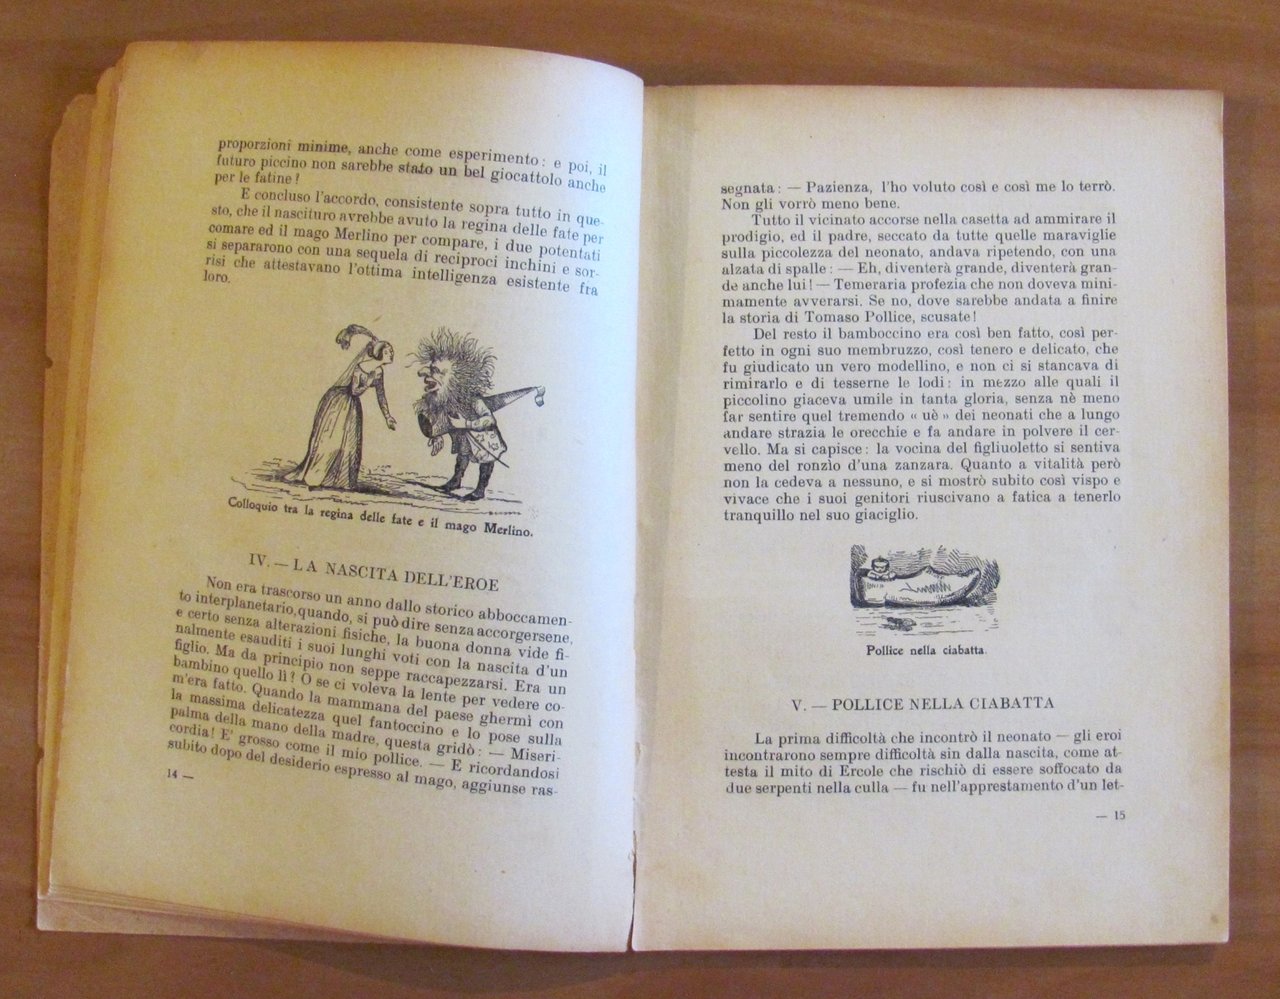 proporzioni minime, anche come esperimento: e poi, il
futuro piccino non sarebbe stato un bel giocattolo anche
per le fatine!
E concluso l'accordo, consistente sopra tutto in que-
sto, che il nascituro avrebbe avuto la regina delle fate per
comare ed il mago Merlino per compare, i due potentati
si separarono con una sequela di reciproci inchini e sor-
risi che attestavano l'ottima intelligenza esistente fra
loro.
Colloquio tra la regina delle fate e il mago Merlino.
IV. — LA NASCITA DELL'EROE
Non era trascorso un anno dallo storico abboccamen-
to interplanetario, quando, si può dire senza accorgersene,
e certo senza alterazioni fisiche, la buona donna vide fi-
nalmente esauditi i suoi lunghi voti con la nascita d'un
figlio. Ma da principio non seppe raccapezzarsi. Era un
bambino quello lì? O se ci voleva la lente per vedere co-
m'era fatto. Quando la mammana del paese ghermì con
la massima delicatezza quel fantoccino e lo pose sulla
palma della mano della madre, questa gridò: — Miseri-
cordia! E' grosso come il mio pollice. — E ricordandosi
subito dopo del desiderio espresso al mago, aggiunse ras-
14 —
segnata: — Pazienza, l'ho voluto così e così me lo terrò.
Non gli vorrò meno bene.
Tutto il vicinato accorse nella casetta ad ammirare il
prodigio, ed il padre, seccato da tutte quelle maraviglie
sulla piccolezza del neonato, andava ripetendo, con una
alzata di spalle: — Eh, diventerà grande, diventerà gran-
de anche lui! — Temeraria profezia che non doveva mini-
mamente avverarsi. Se no, dove sarebbe andata a finire
la storia di Tomaso Pollice, scusate!
Del resto il bamboccino era così ben fatto, così per-
fetto in ogni suo membruzzo, così tenero e delicato, che
fu giudicato un vero modellino, e non ci si stancava di
rimirarlo e di tesserne le lodi: in mezzo alle quali il
piccolino giaceva umile in tanta gloria, senza nè meno
far sentire quel tremendo « uè » dei neonati che a lungo
andare strazia le orecchie e fa andare in polvere il cer-
vello. Ma si capisce: la vocina del figliuoletto si sentiva
meno del ronzìo d'una zanzara. Quanto a vitalità però
non la cedeva a nessuno, e si mostrò subito così vispo e
vivace che i suoi genitori riuscivano a fatica a tenerlo
tranquillo nel suo giaciglio.
Pollice nella ciabatta.
V. — POLLICE NELLA CIABATTA
La prima difficoltà che incontrò il neonato — gli eroi
incontrarono sempre difficoltà sin dalla nascita, come at-
testa il mito di Ercole che rischiò di essere soffocato da
due serpenti nella culla — fu nell'apprestamento d'un let-
— 15